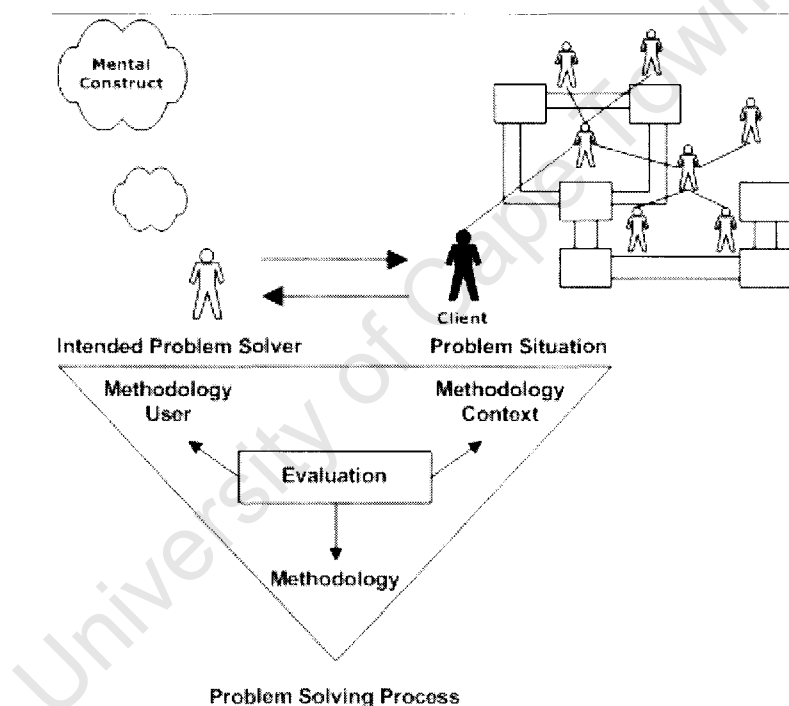 Mental
Construct
Client
Intended Problem Solver
Problem Situation
Methodology
User
Methodology
Context
Evaluation
Methodology
Problem Solving Process
University of Cape Town